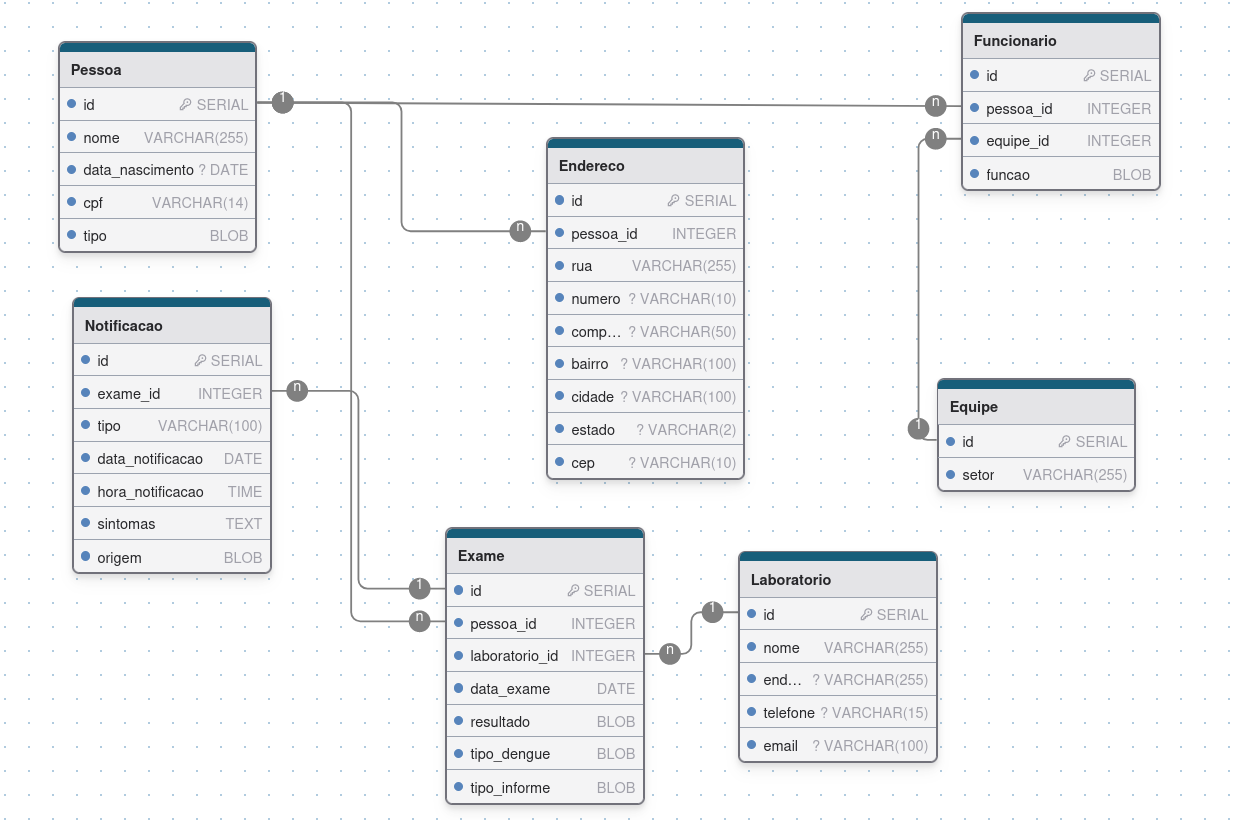 Pessoa
id SERIAL
nome VARCHAR(255)
data_nascimento ? DATE
cpf VARCHAR(14)
tipo BLOB
1
Notificacao
id SERIAL
exame_id INTEGER
tipo VARCHAR(100)
data_notificacao DATE
hora_notificacao TIME
sintomas TEXT
origem BLOB
n
Endereco
id SERIAL
pessoa_id INTEGER
rua VARCHAR(255)
numero ? VARCHAR(10)
comp... ? VARCHAR(50)
bairro ? VARCHAR(100)
cidade ? VARCHAR(100)
estado ? VARCHAR(2)
cep ? VARCHAR(10)
n
Funcionario
id SERIAL
pessoa_id INTEGER
equipe_id INTEGER
funcao BLOB
n
n
Equipe
id SERIAL
setor VARCHAR(255)
1
Exame
id SERIAL
pessoa_id INTEGER
laboratorio_id INTEGER
data_exame DATE
resultado BLOB
tipo_dengue BLOB
tipo_informe BLOB
1
n
n
Laboratorio
id SERIAL
nome VARCHAR(255)
end... ? VARCHAR(255)
telefone ? VARCHAR(15)
email ? VARCHAR(100)
1